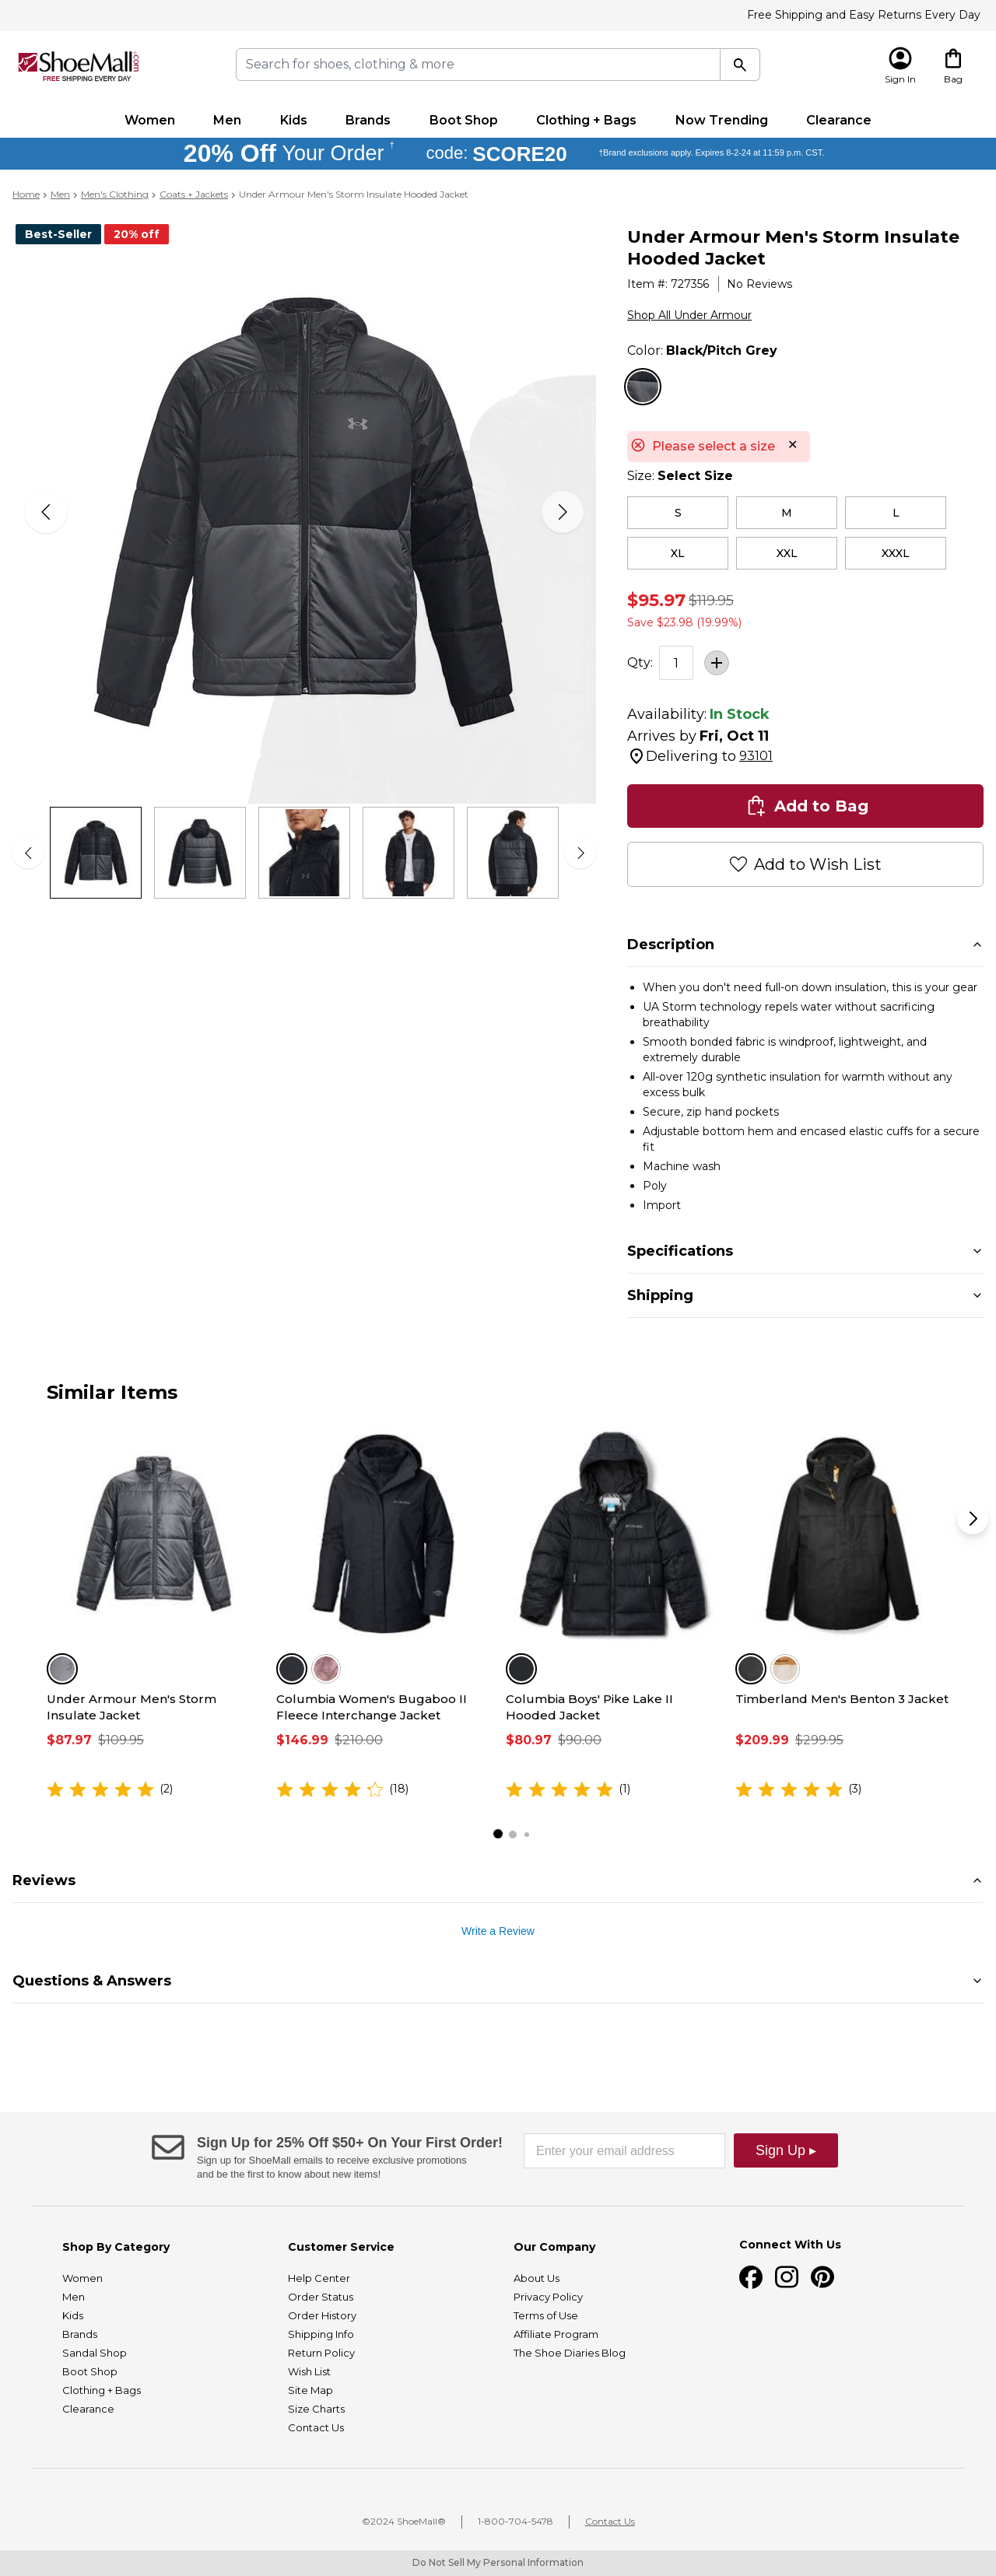 Free Shipping and Easy Returns Every Day
ShoeMall.com
FREE SHIPPING EVERY DAY
Search for shoes, clothing & more
Sign In
Bag
Women Men Kids Brands Boot Shop Clothing + Bags Now Trending Clearance
20% Off Your Order † code: SCORE20 †Brand exclusions apply. Expires 8-2-24 at 11:59 p.m. CST.
Home > Men > Men's Clothing > Coats + Jackets > Under Armour Men's Storm Insulate Hooded Jacket
Best-Seller 20% off
Under Armour Men's Storm Insulate
Hooded Jacket
Item #: 727356 | No Reviews
Shop All Under Armour
Color: Black/Pitch Grey
Please select a size ×
Size: Select Size
S M L
XL XXL XXXL
$95.97 $119.95
Save $23.98 (19.99%)
Qty: 1 +
Availability: In Stock
Arrives by Fri, Oct 11
Delivering to 93101
Add to Bag
Add to Wish List
Description
• When you don't need full-on down insulation, this is your gear
• UA Storm technology repels water without sacrificing
breathability
• Smooth bonded fabric is windproof, lightweight, and
extremely durable
• All-over 120g synthetic insulation for warmth without any
excess bulk
• Secure, zip hand pockets
• Adjustable bottom hem and encased elastic cuffs for a secure
fit
• Machine wash
• Poly
• Import
Specifications
Shipping
Similar Items
Under Armour Men's Storm
Insulate Jacket
$87.97 $109.95
(2)
Columbia Women's Bugaboo II
Fleece Interchange Jacket
$146.99 $210.00
(18)
Columbia Boys' Pike Lake II
Hooded Jacket
$80.97 $90.00
(1)
Timberland Men's Benton 3 Jacket
$209.99 $299.95
(3)
Reviews
Write a Review
Questions & Answers
Sign Up for 25% Off $50+ On Your First Order!
Sign up for ShoeMall emails to receive exclusive promotions
and be the first to know about new items!
Enter your email address
Sign Up ▸
Shop By Category
Women
Men
Kids
Brands
Sandal Shop
Boot Shop
Clothing + Bags
Clearance
Customer Service
Help Center
Order Status
Order History
Shipping Info
Return Policy
Wish List
Site Map
Size Charts
Contact Us
Our Company
About Us
Privacy Policy
Terms of Use
Affiliate Program
The Shoe Diaries Blog
Connect With Us
©2024 ShoeMall® | 1-800-704-5478 | Contact Us
Do Not Sell My Personal Information